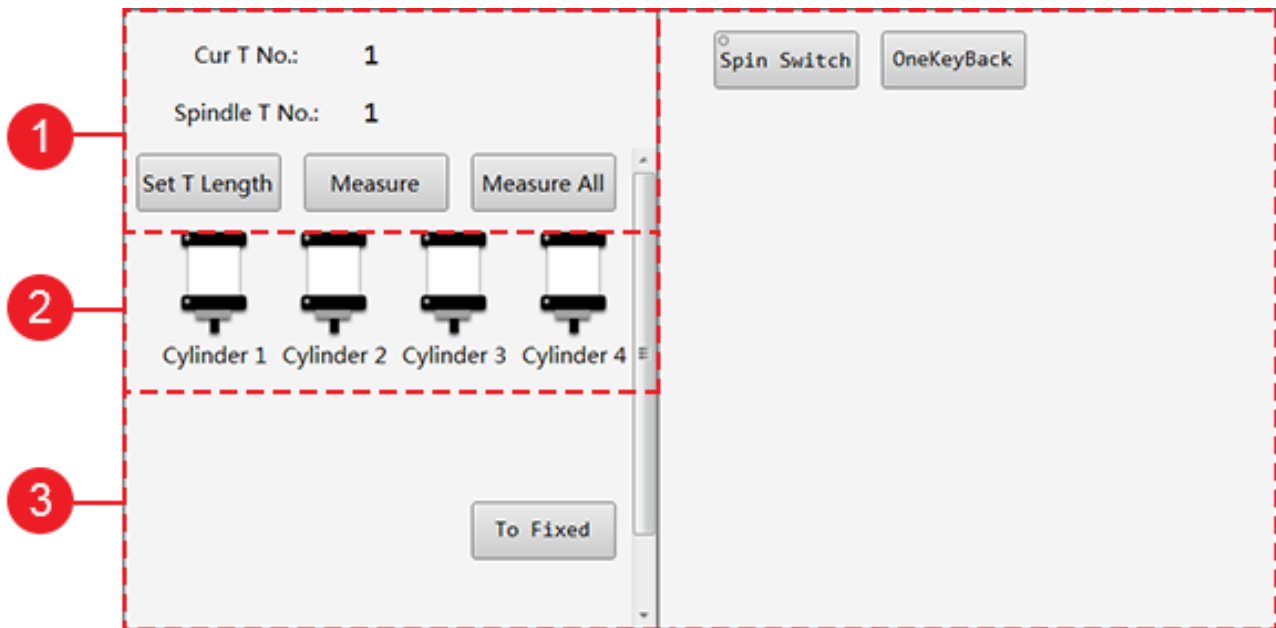 Cur T No.: 1
Spindle T No.: 1
Set T Length Measure Measure All
Cylinder 1 Cylinder 2 Cylinder 3 Cylinder 4
To Fixed
Spin Switch OneKeyBack
1
2
3